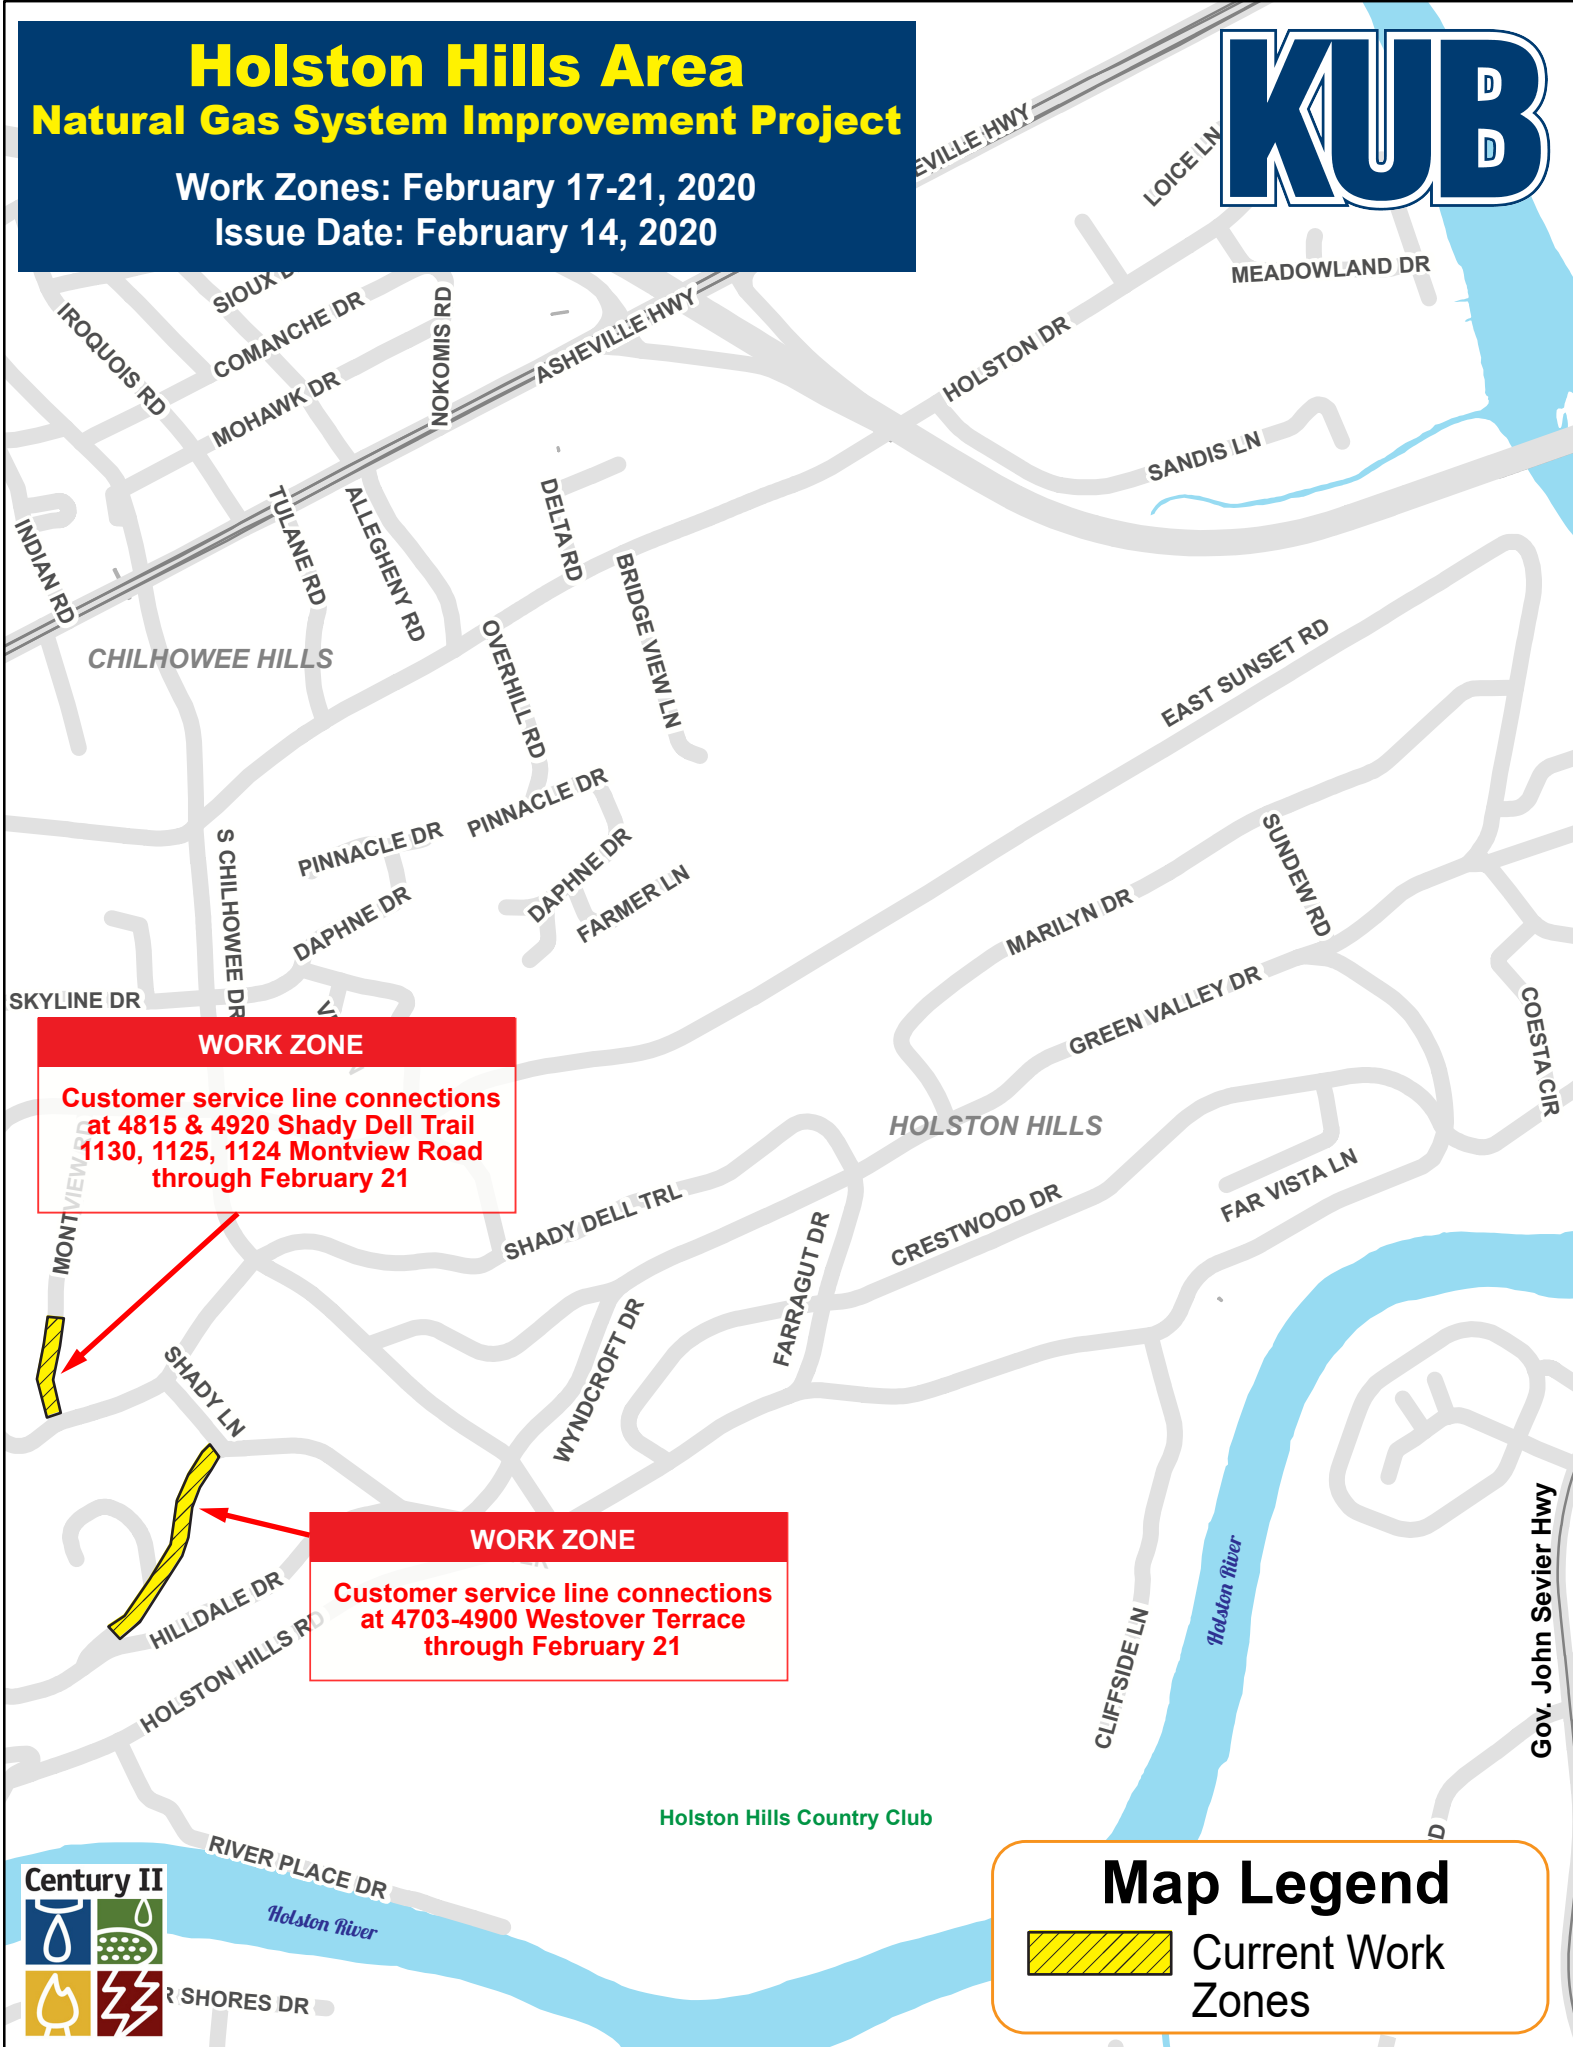 Holston Hills Area
Natural Gas System Improvement Project
Work Zones: February 17-21, 2020
Issue Date: February 14, 2020
KUB
EVILLE HWY
LOICE LN
MEADOWLAND DR
SIOUX
COMANCHE DR
IROQUOIS RD
NOKOMIS RD
ASHEVILLE HWY
HOLSTON DR
MOHAWK DR
SANDIS LN
INDIAN RD
TULANE RD
ALLEGHENY RD
DELTA RD
BRIDGE VIEW LN
CHILHOWEE HILLS
OVERHILL RD
EAST SUNSET RD
PINNACLE DR
PINNACLE DR
S CHILHOWEE DR
DAPHNE DR
DAPHNE DR
FARMER LN
SUNDEW RD
MARILYN DR
SKYLINE DR
GREEN VALLEY DR
COESTA CIR
WORK ZONE
Customer service line connections
at 4815 & 4920 Shady Dell Trail
1130, 1125, 1124 Montview Road
through February 21
MONTVIEW RD
HOLSTON HILLS
SHADY DELL TRL
CRESTWOOD DR
FAR VISTA LN
FARRAGUT DR
WYNDCROFT DR
SHADY LN
WORK ZONE
Customer service line connections
at 4703-4900 Westover Terrace
through February 21
HILLDALE DR
HOLSTON HILLS RD
CLIFFSIDE LN
Holston River
Gov. John Sevier Hwy
Holston Hills Country Club
RIVER PLACE DR
Holston River
Century II
R SHORES DR
D
Map Legend
Current Work
Zones